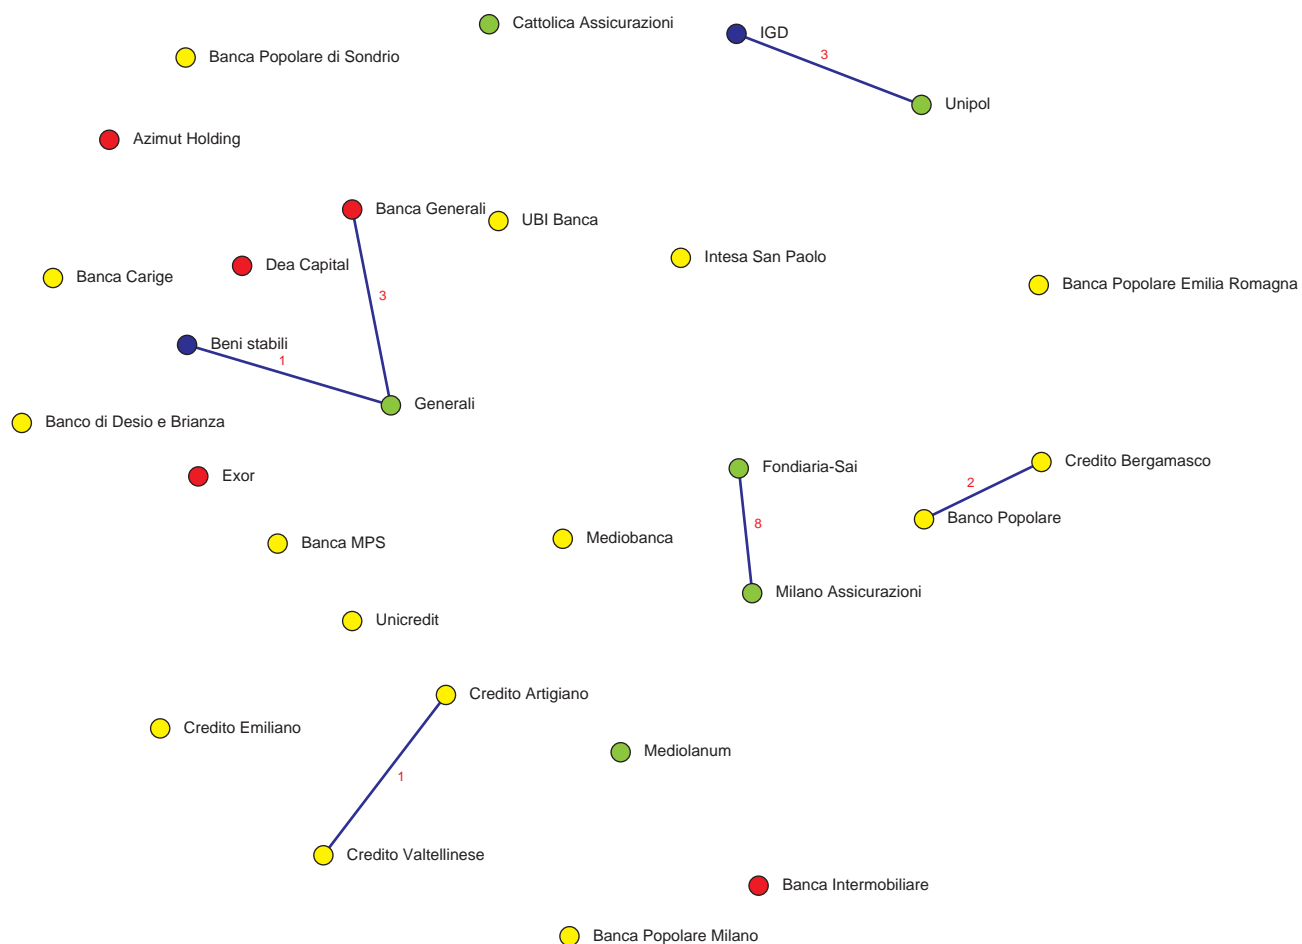 Cattolica Assicurazioni
IGD
Banca Popolare di Sondrio
3
Unipol
Azimut Holding
Banca Generali
UBI Banca
Intesa San Paolo
Dea Capital
Banca Carige
Banca Popolare Emilia Romagna
3
Beni stabili
1
Generali
Banco di Desio e Brianza
Fondiaria-Sai
Credito Bergamasco
Exor
2
Banco Popolare
8
Mediobanca
Banca MPS
Milano Assicurazioni
Unicredit
Credito Artigiano
Credito Emiliano
Mediolanum
1
Credito Valtellinese
Banca Intermobiliare
Banca Popolare Milano